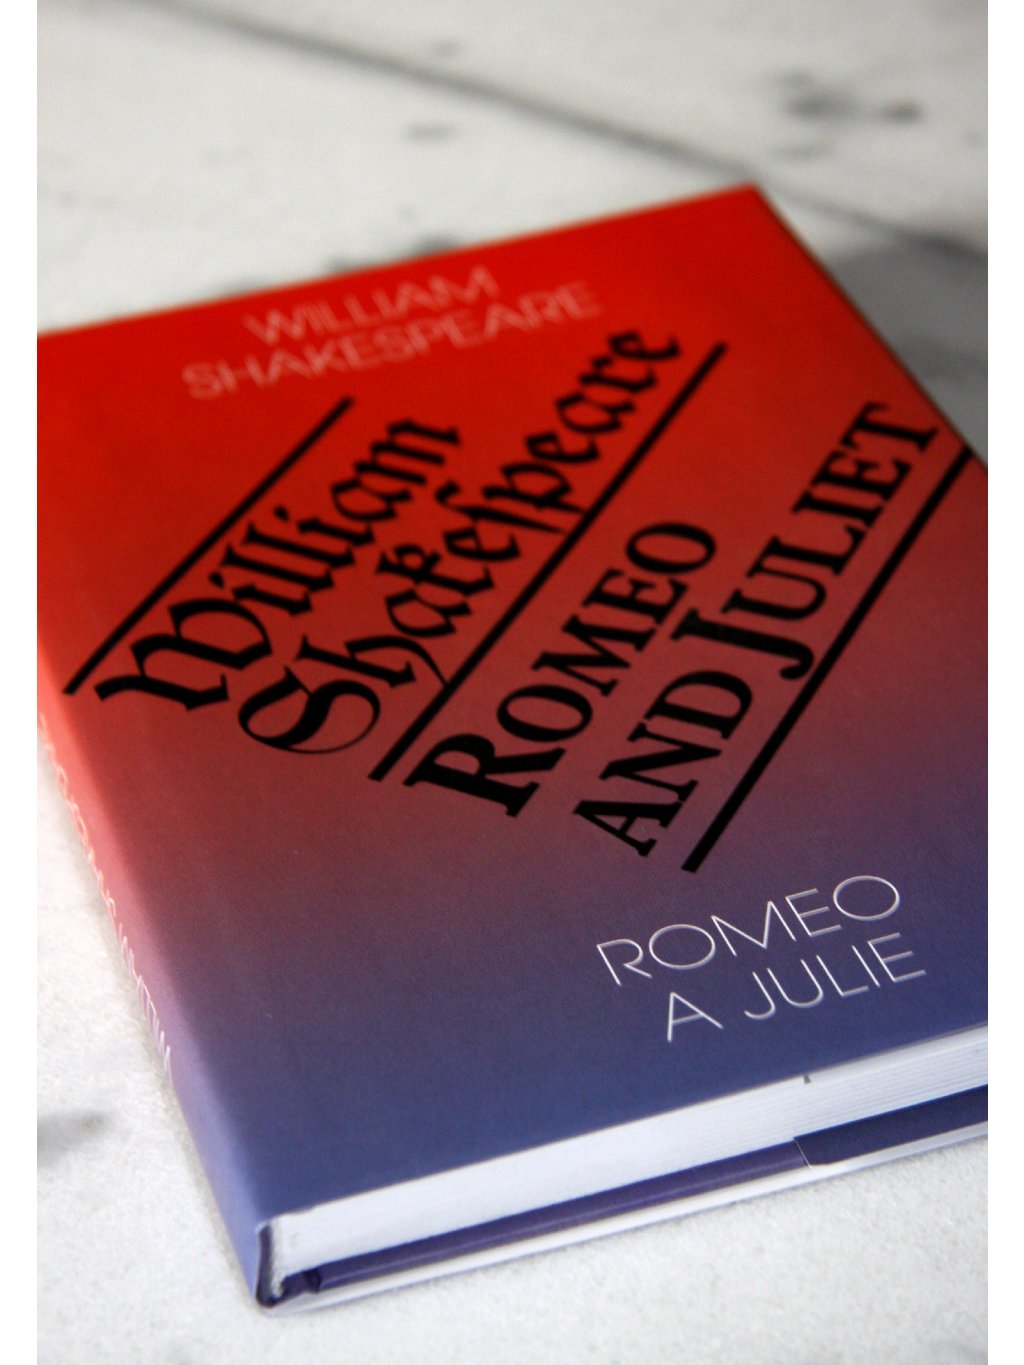 WILLIAM
SHAKESPEARE
William
Shakespeare
ROMEO
AND JULIET
ROMEO
A JULIE